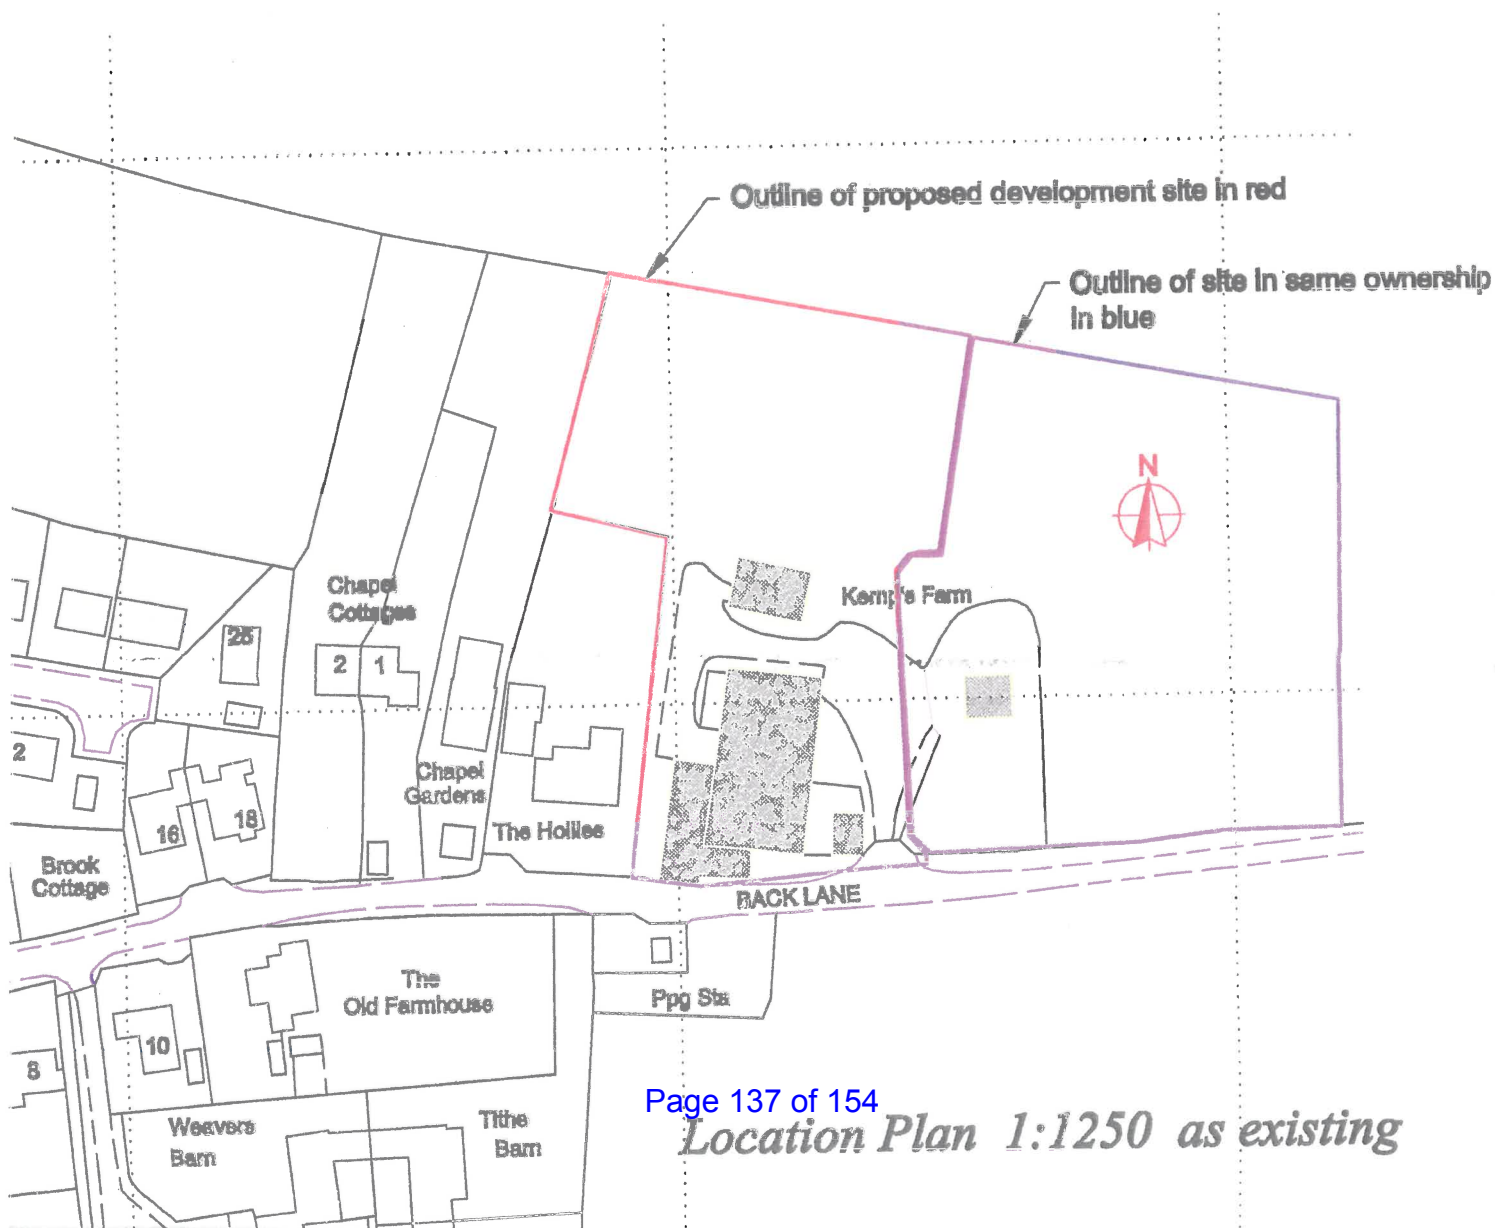 Outline of proposed development site in red
Outline of site in same ownership
in blue
N
Chapel
Cottages
Kemp's Farm
25
2
1
2
Chapel
Gardens
16
18
The Hollies
Brook
Cottage
BACK LANE
The
Old Farmhouse
Ppg Sta
10
8
Page 137 of 154
Weavers
Barn
Tithe
Barn
Location Plan 1:1250 as existing